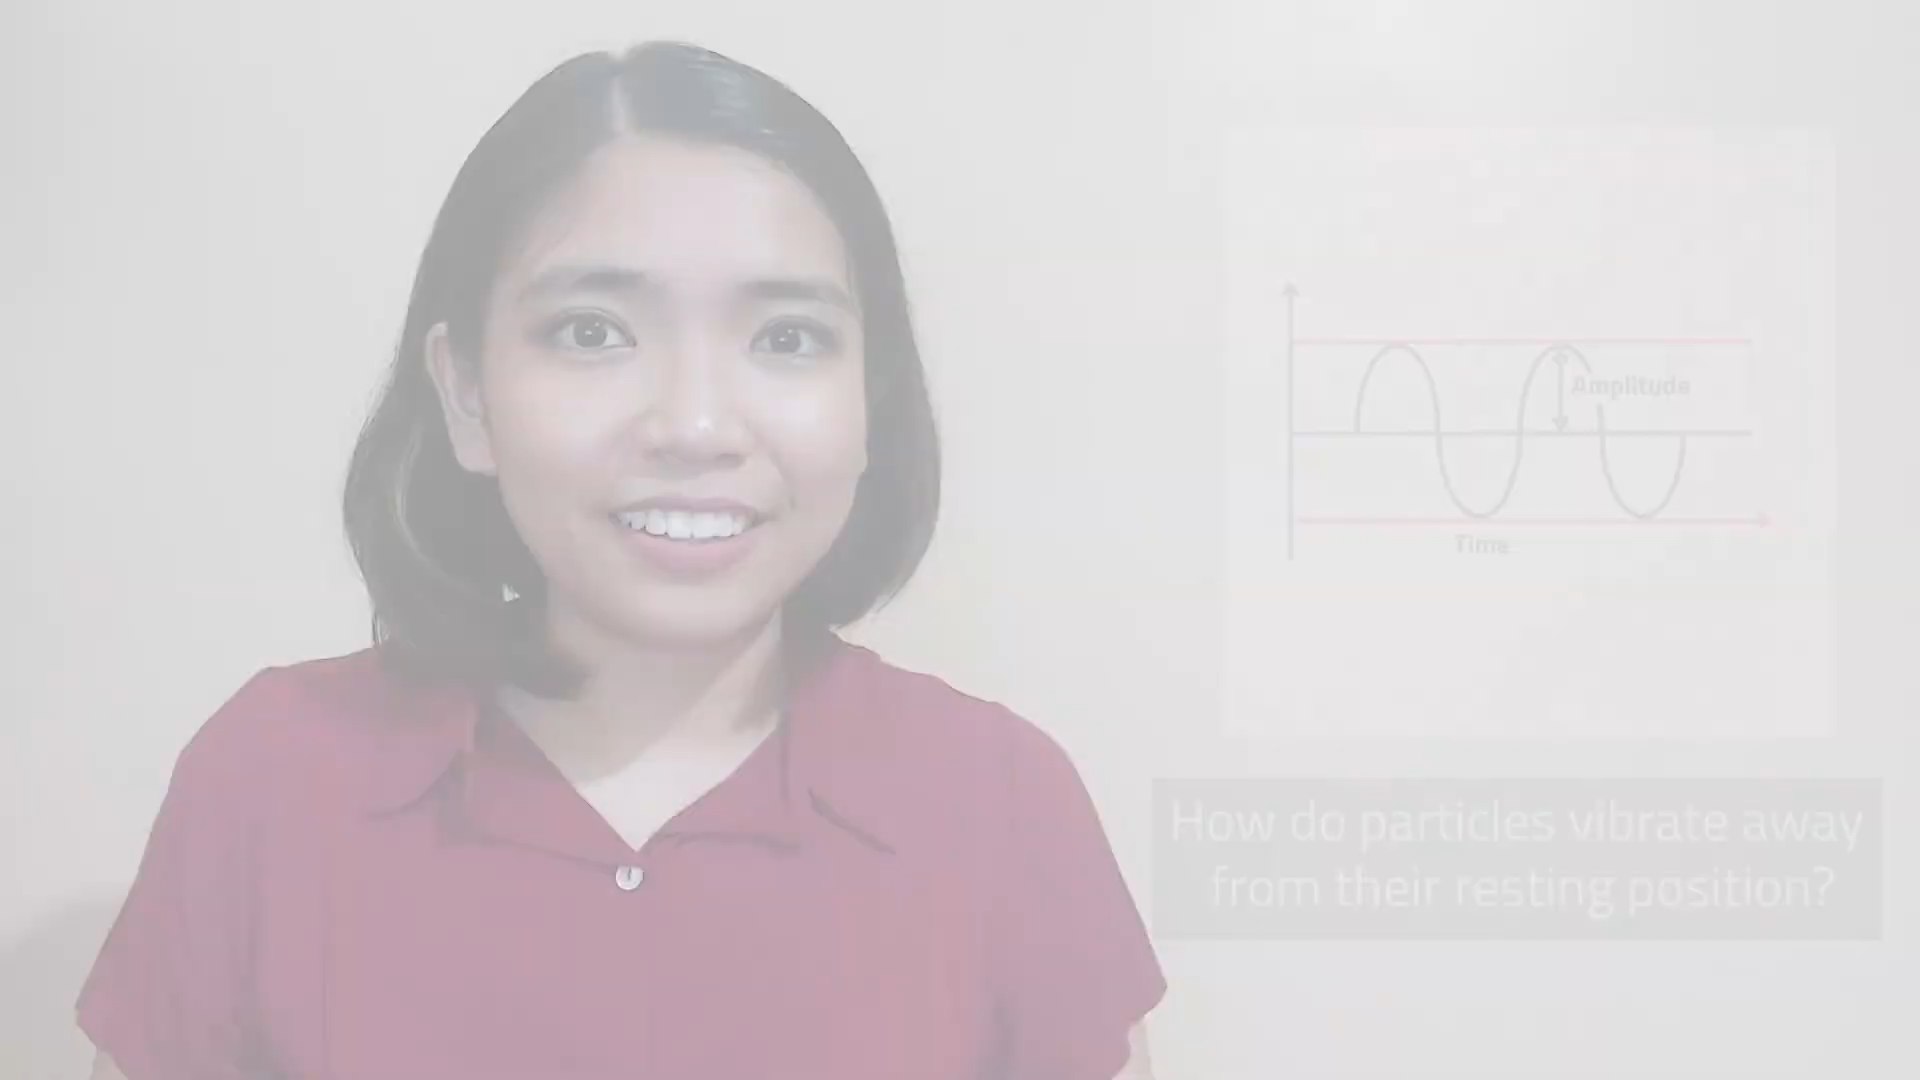 Amplitude
Time
How do particles vibrate away
from their resting position?